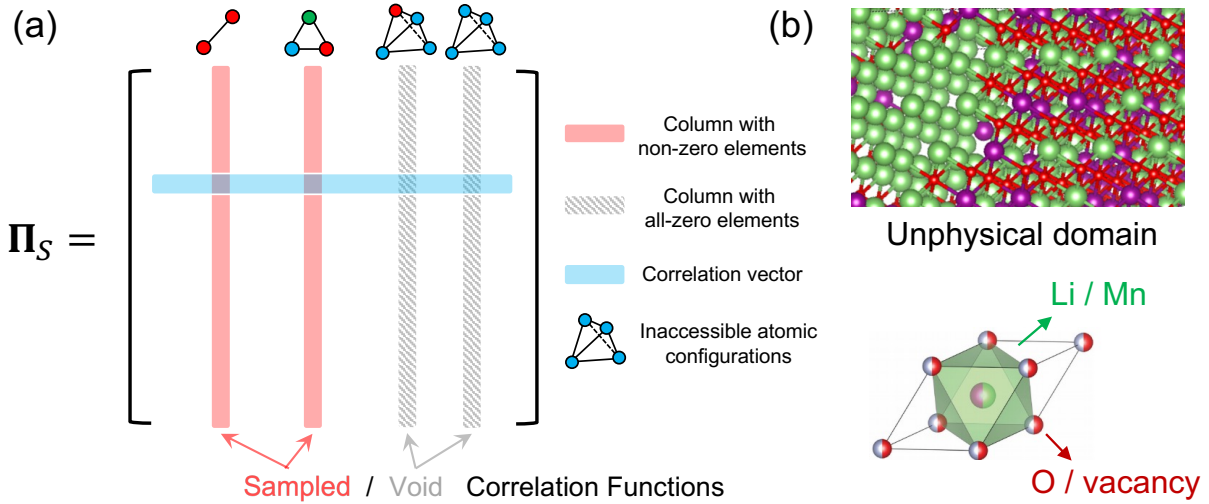 (a)
Column with
non-zero elements
Column with
all-zero elements
Π_S =
Correlation vector
Inaccessible atomic
configurations
Sampled / Void Correlation Functions
(b)
Unphysical domain
Li / Mn
O / vacancy